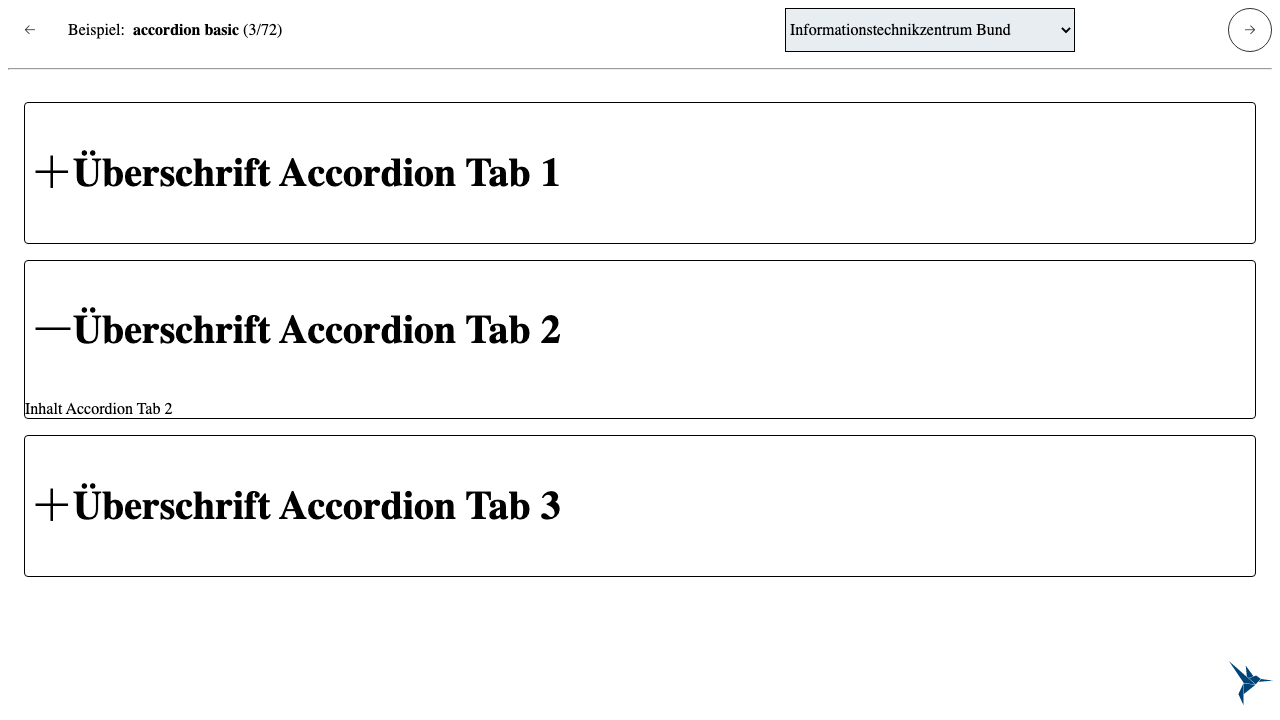 Beispiel: accordion basic (3/72)
Informationstechnikzentrum Bund
Überschrift Accordion Tab 1
Überschrift Accordion Tab 2
Inhalt Accordion Tab 2
Überschrift Accordion Tab 3